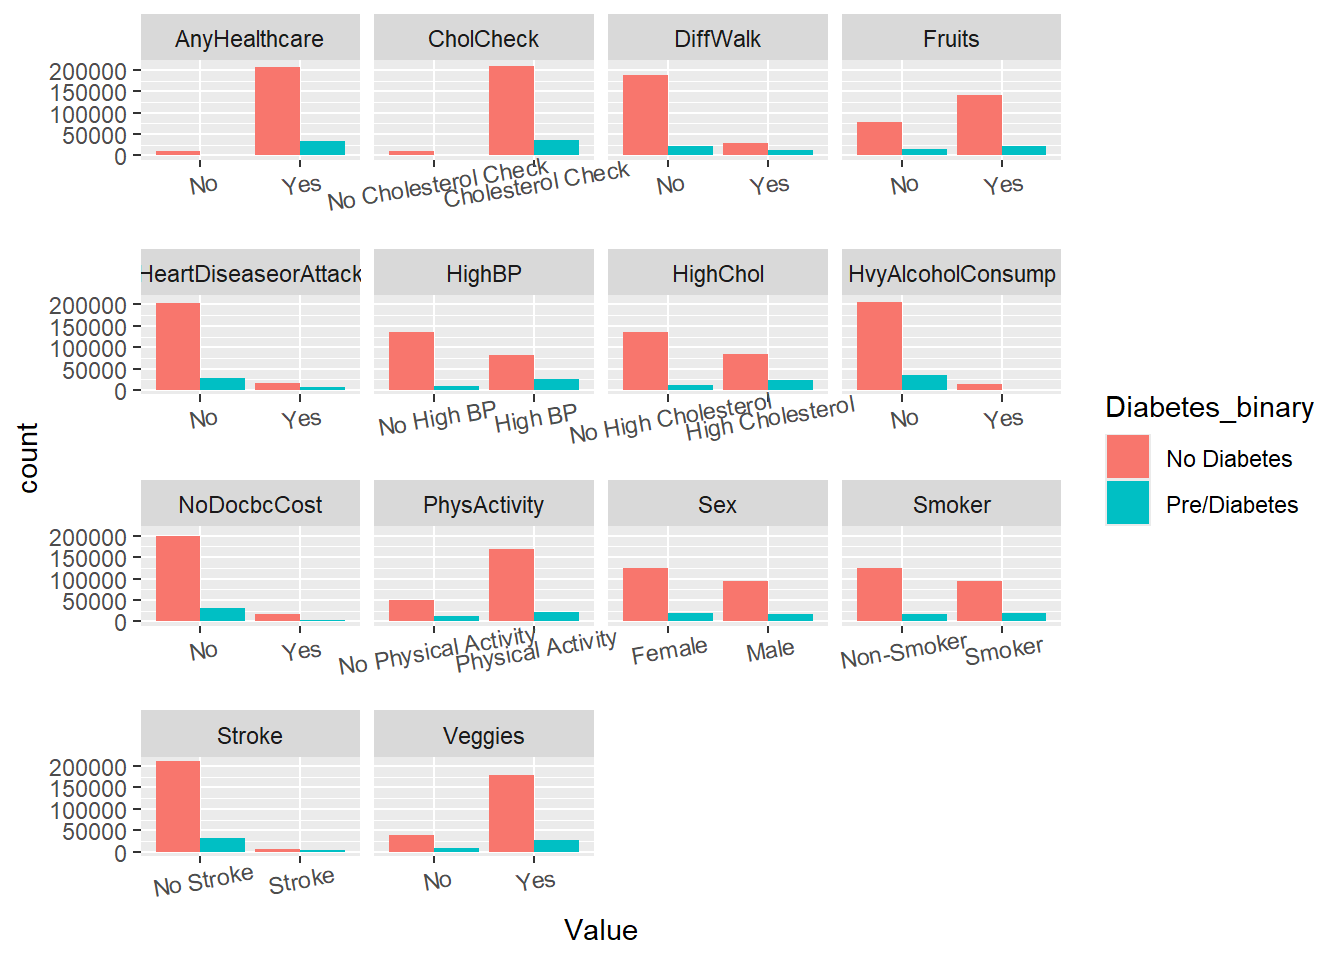 AnyHealthcare CholCheck DiffWalk Fruits
200000
150000
100000
50000
0
No Yes No Cholesterol Check Cholesterol Check No Yes No Yes
HeartDiseaseorAttack HighBP HighChol HvyAlcoholConsump
200000
150000
100000
50000
0
No Yes No High BP High BP No High Cholesterol High Cholesterol No Yes
NoDocbcCost PhysActivity Sex Smoker
200000
150000
100000
50000
0
No Yes No Physical Activity Physical Activity Female Male Non-Smoker Smoker
Stroke Veggies
200000
150000
100000
50000
0
No Stroke Stroke No Yes
Value
count
Diabetes_binary
No Diabetes
Pre/Diabetes